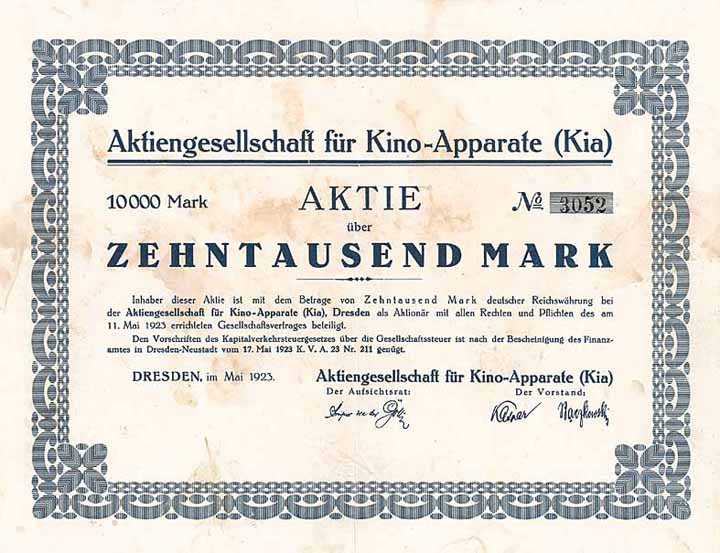 Aktiengesellschaft für Kino-Apparate (Kia)
10000 Mark AKTIE No 3052
über
ZEHNTAUSEND MARK
Inhaber dieser Aktie ist mit dem Betrage von Zehntausend Mark deutscher Reichswährung bei
der Aktiengesellschaft für Kino-Apparate (Kia), Dresden als Aktionär mit allen Rechten und Pflichten des am
11. Mai 1923 errichteten Gesellschaftsvertrages beteiligt.
Den Vorschriften des Kapitalverkehrsteuergesetzes über die Gesellschaftssteuer ist nach der Bescheinigung des Finanz-
amtes in Dresden-Neustadt vom 17. Mai 1923 K. V. A. 23 Nr. 211 genügt.
DRESDEN, im Mai 1923. Aktiengesellschaft für Kino-Apparate (Kia)
Der Aufsichtsrat: Der Vorstand: